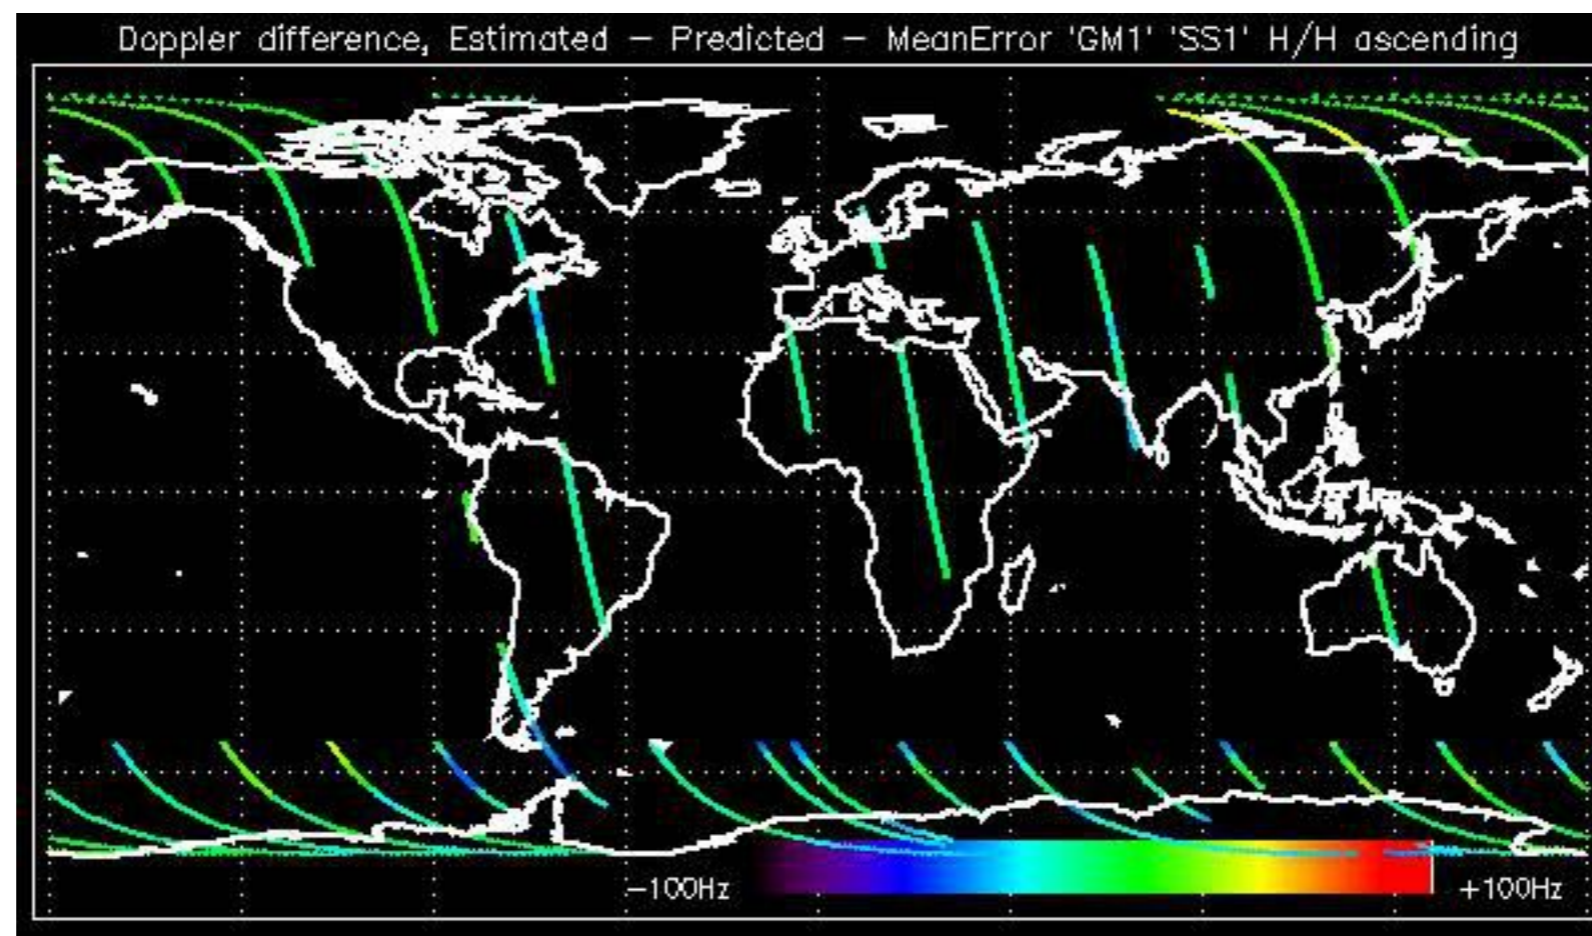 Doppler difference, Estimated – Predicted – MeanError 'GM1' 'SS1' H/H ascending
–100Hz
+100Hz